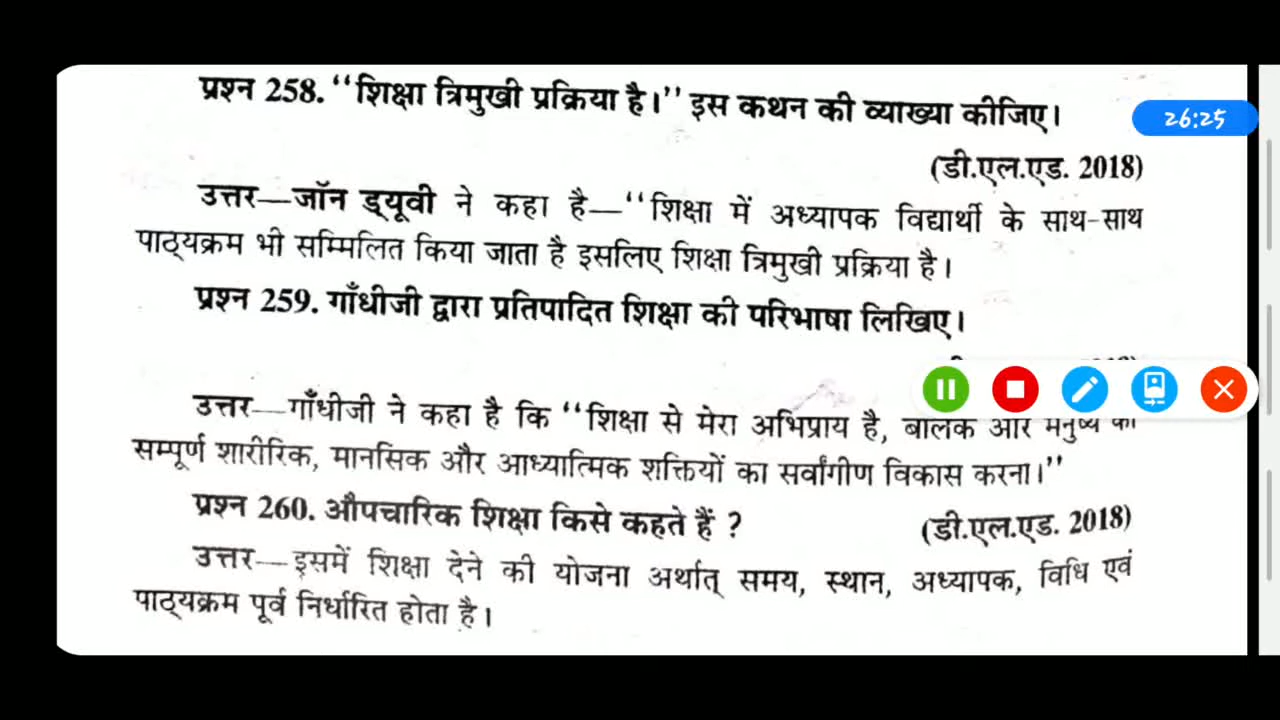 प्रश्न 258. ‘‘शिक्षा त्रिमुखी प्रक्रिया है।’’ इस कथन की व्याख्या कीजिए।
26:25
(डी.एल.एड. 2018)
उत्तर—जॉन ड्यूवी ने कहा है—‘‘शिक्षा में अध्यापक विद्यार्थी के साथ-साथ
पाठ्यक्रम भी सम्मिलित किया जाता है इसलिए शिक्षा त्रिमुखी प्रक्रिया है।
प्रश्न 259. गाँधीजी द्वारा प्रतिपादित शिक्षा की परिभाषा लिखिए।
उत्तर—गाँधीजी ने कहा है कि ‘‘शिक्षा से मेरा अभिप्राय है, बालक और मनुष्य की
सम्पूर्ण शारीरिक, मानसिक और आध्यात्मिक शक्तियों का सर्वांगीण विकास करना।’’
प्रश्न 260. औपचारिक शिक्षा किसे कहते हैं ?
(डी.एल.एड. 2018)
उत्तर—इसमें शिक्षा देने की योजना अर्थात् समय, स्थान, अध्यापक, विधि एवं
पाठ्यक्रम पूर्व निर्धारित होता है।